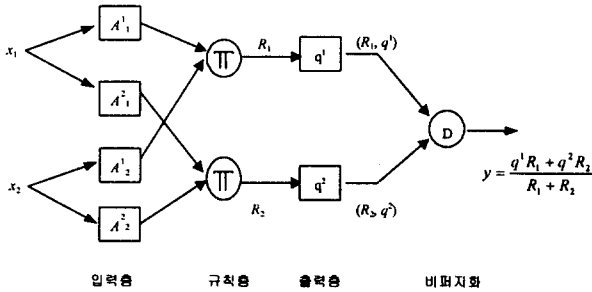 x₁
x₂
A¹₁
A²₁
A¹₂
A²₂
∏
∏
R₁
R₂
q¹
q²
(R₁, q¹)
(R₂, q²)
D
y = (q¹R₁ + q²R₂) / (R₁ + R₂)
입력층 규칙층 출력층 비퍼지화